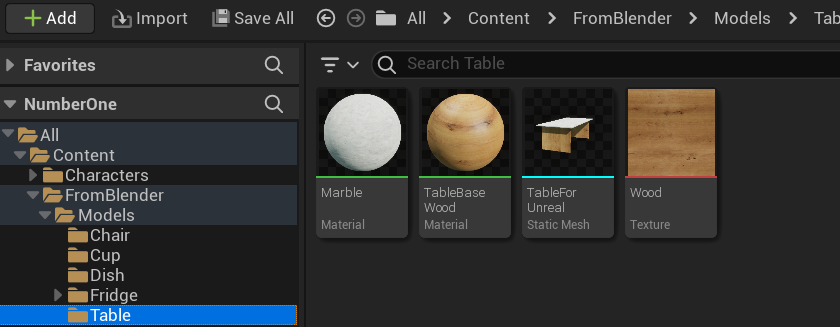 Add Import Save All All > Content > FromBlender > Models > Tab
Favorites
Search Table
NumberOne
All
Content
Characters
FromBlender
Models
Chair
Cup
Dish
Fridge
Table
Marble
Material
TableBase
Wood
Material
TableFor
Unreal
Static Mesh
Wood
Texture